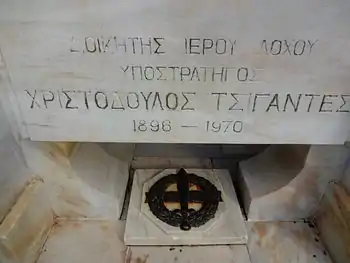 ΔΙΟΙΚΗΤΗΣ ΙΕΡΟΥ ΛΟΧΟΥ
ΥΠΟΣΤΡΑΤΗΓΟΣ
ΧΡΙΣΤΟΔΟΥΛΟΣ ΤΣΙΓΑΝΤΕΣ
1896 — 1970